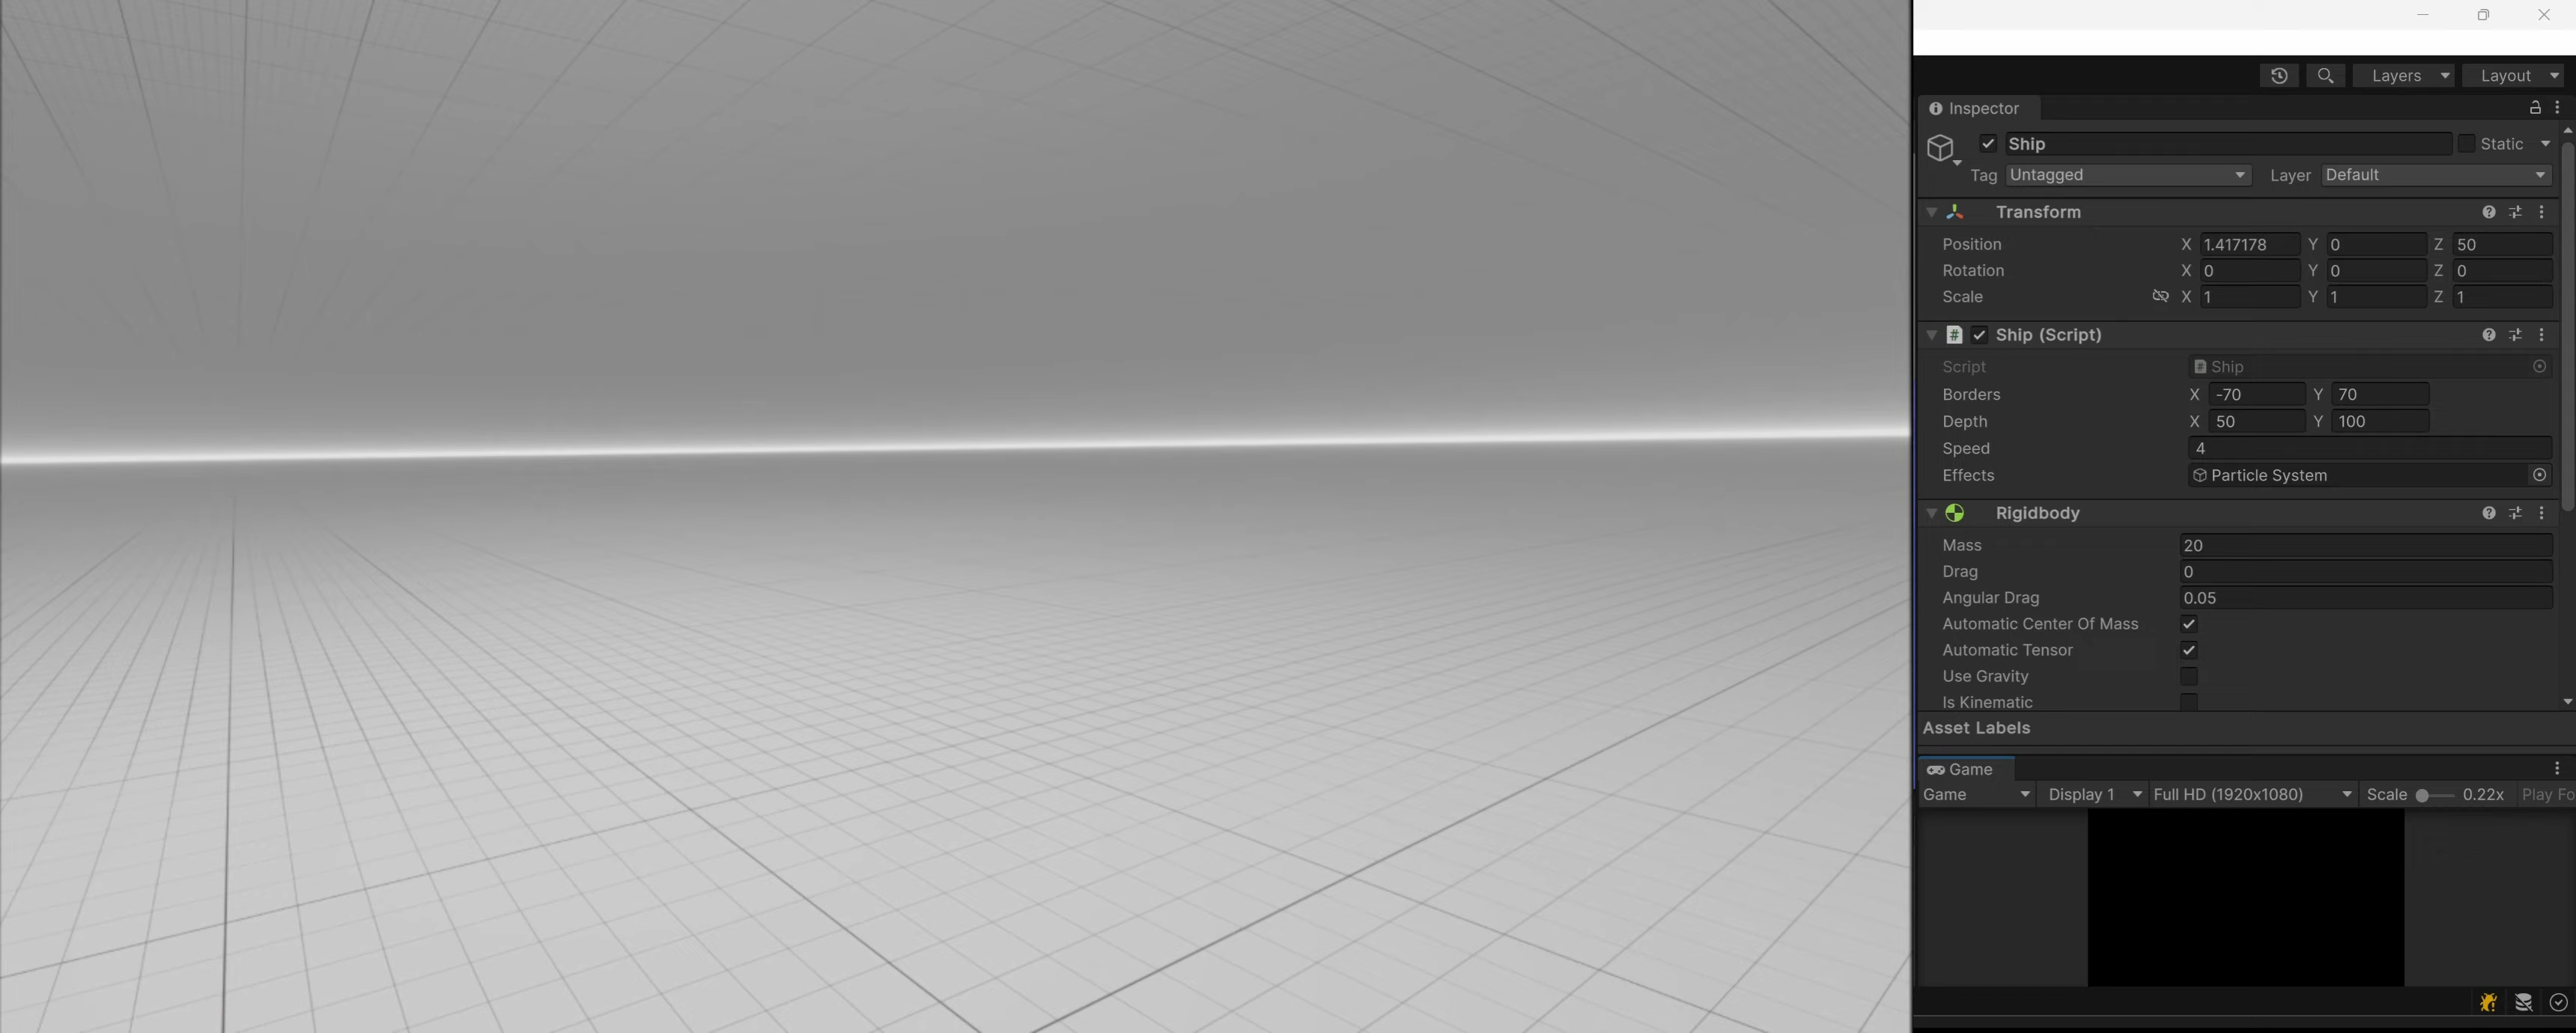 Layers
Layout
Inspector
Ship
Static
Tag Untagged Layer Default
Transform
Position X 1.417178 Y 0 Z 50
Rotation X 0 Y 0 Z 0
Scale X 1 Y 1 Z 1
Ship (Script)
Script Ship
Borders X -70 Y 70
Depth X 50 Y 100
Speed 4
Effects Particle System
Rigidbody
Mass 20
Drag 0
Angular Drag 0.05
Automatic Center Of Mass
Automatic Tensor
Use Gravity
Is Kinematic
Asset Labels
Game
Game Display 1 Full HD (1920x1080) Scale 0.22x Play Fo